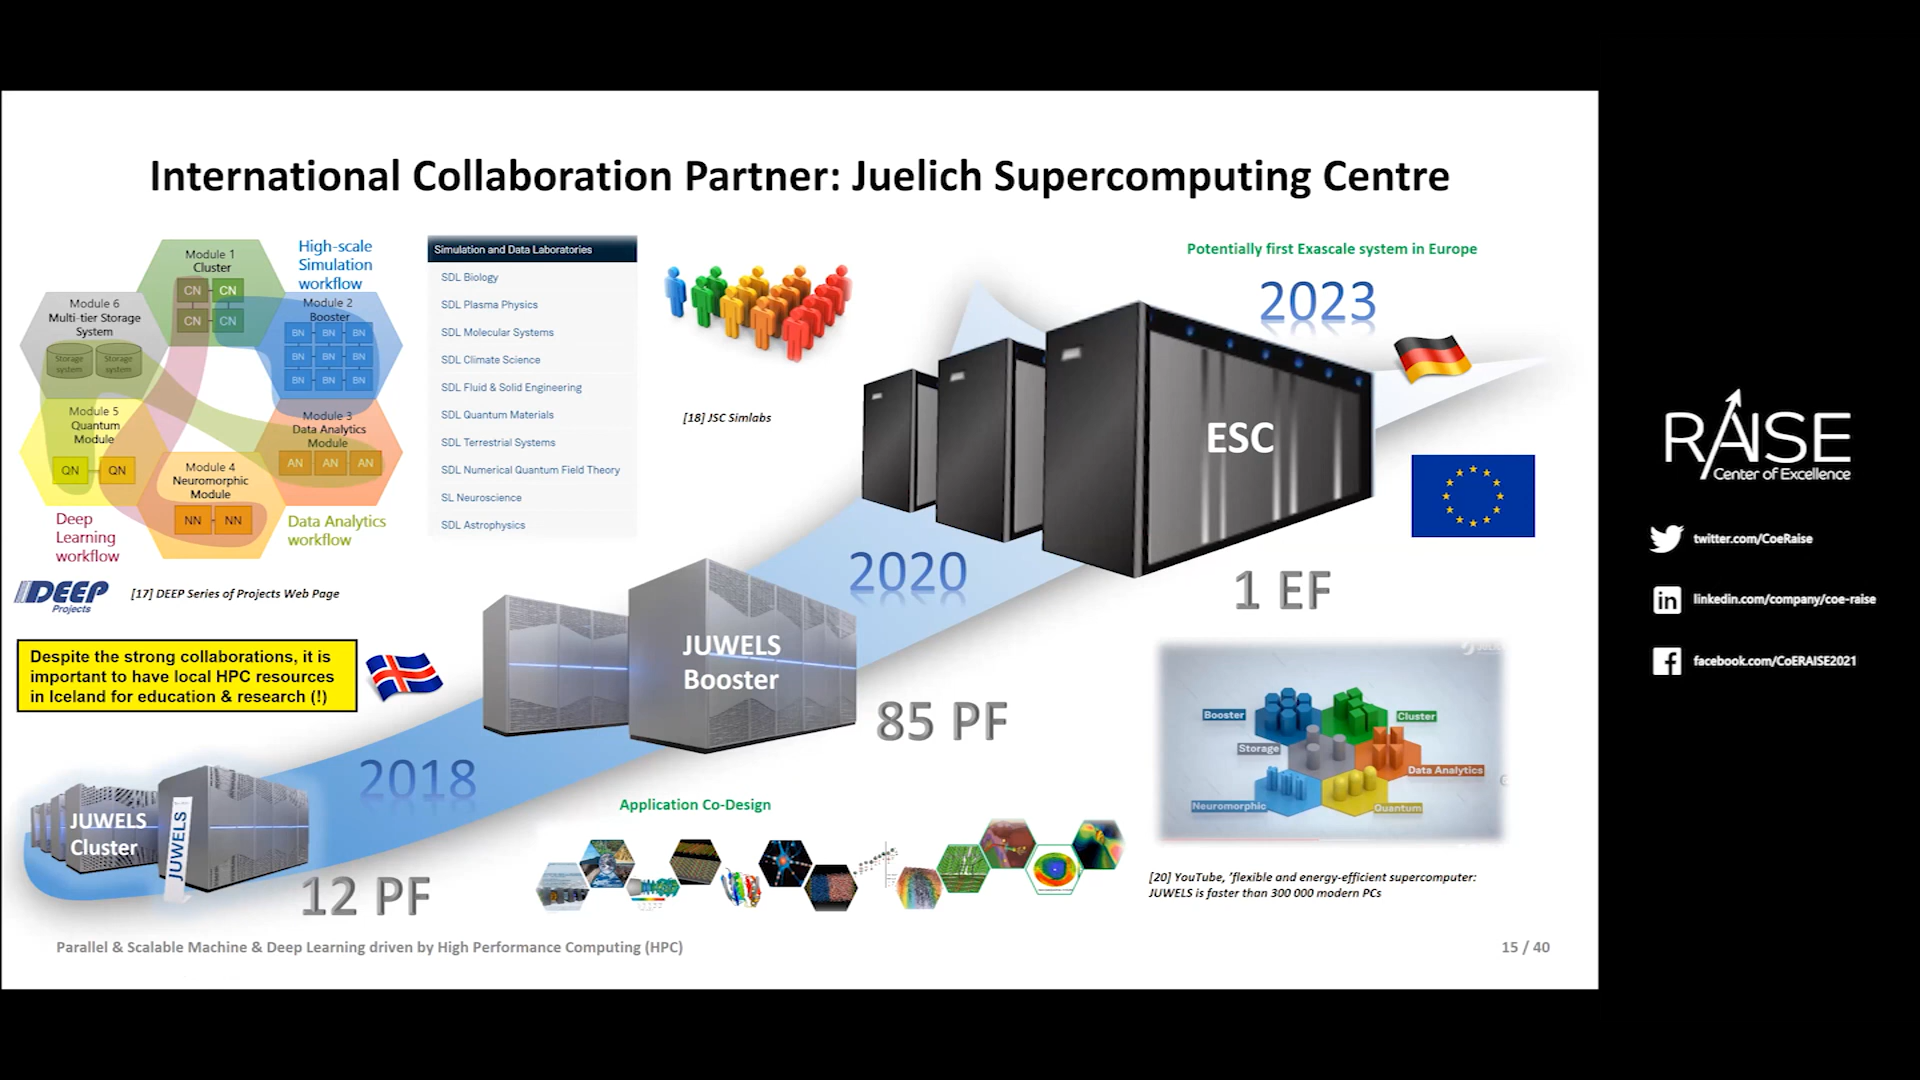 International Collaboration Partner: Juelich Supercomputing Centre
Module 1
Cluster
CN CN
CN CN
High-scale
Simulation
workflow
Module 2
Booster
BN BN BN
BN BN BN
BN BN BN
Module 6
Multi-tier Storage
System
Storage
system
Storage
system
Module 5
Quantum
Module
QN QN
Module 3
Data Analytics
Module
AN AN AN
Module 4
Neuromorphic
Module
NN NN
Deep
Learning
workflow
Data Analytics
workflow
DEEP
Projects
[17] DEEP Series of Projects Web Page
Simulation and Data Laboratories
SDL Biology
SDL Plasma Physics
SDL Molecular Systems
SDL Climate Science
SDL Fluid & Solid Engineering
SDL Quantum Materials
SDL Terrestrial Systems
SDL Numerical Quantum Field Theory
SL Neuroscience
SDL Astrophysics
[18] JSC Simlabs
Potentially first Exascale system in Europe
2023
ESC
1 EF
2020
JUWELS
Booster
85 PF
Despite the strong collaborations, it is
important to have local HPC resources
in Iceland for education & research (!)
2018
JUWELS
Cluster
JUWELS
12 PF
Application Co-Design
Booster
Cluster
Storage
Data Analytics
Neuromorphic
Quantum
[20] YouTube, 'flexible and energy-efficient supercomputer:
JUWELS is faster than 300 000 modern PCs
Parallel & Scalable Machine & Deep Learning driven by High Performance Computing (HPC)
15 / 40
RAISE
Center of Excellence
twitter.com/CoeRaise
in
linkedin.com/company/coe-raise
facebook.com/CoERAISE2021